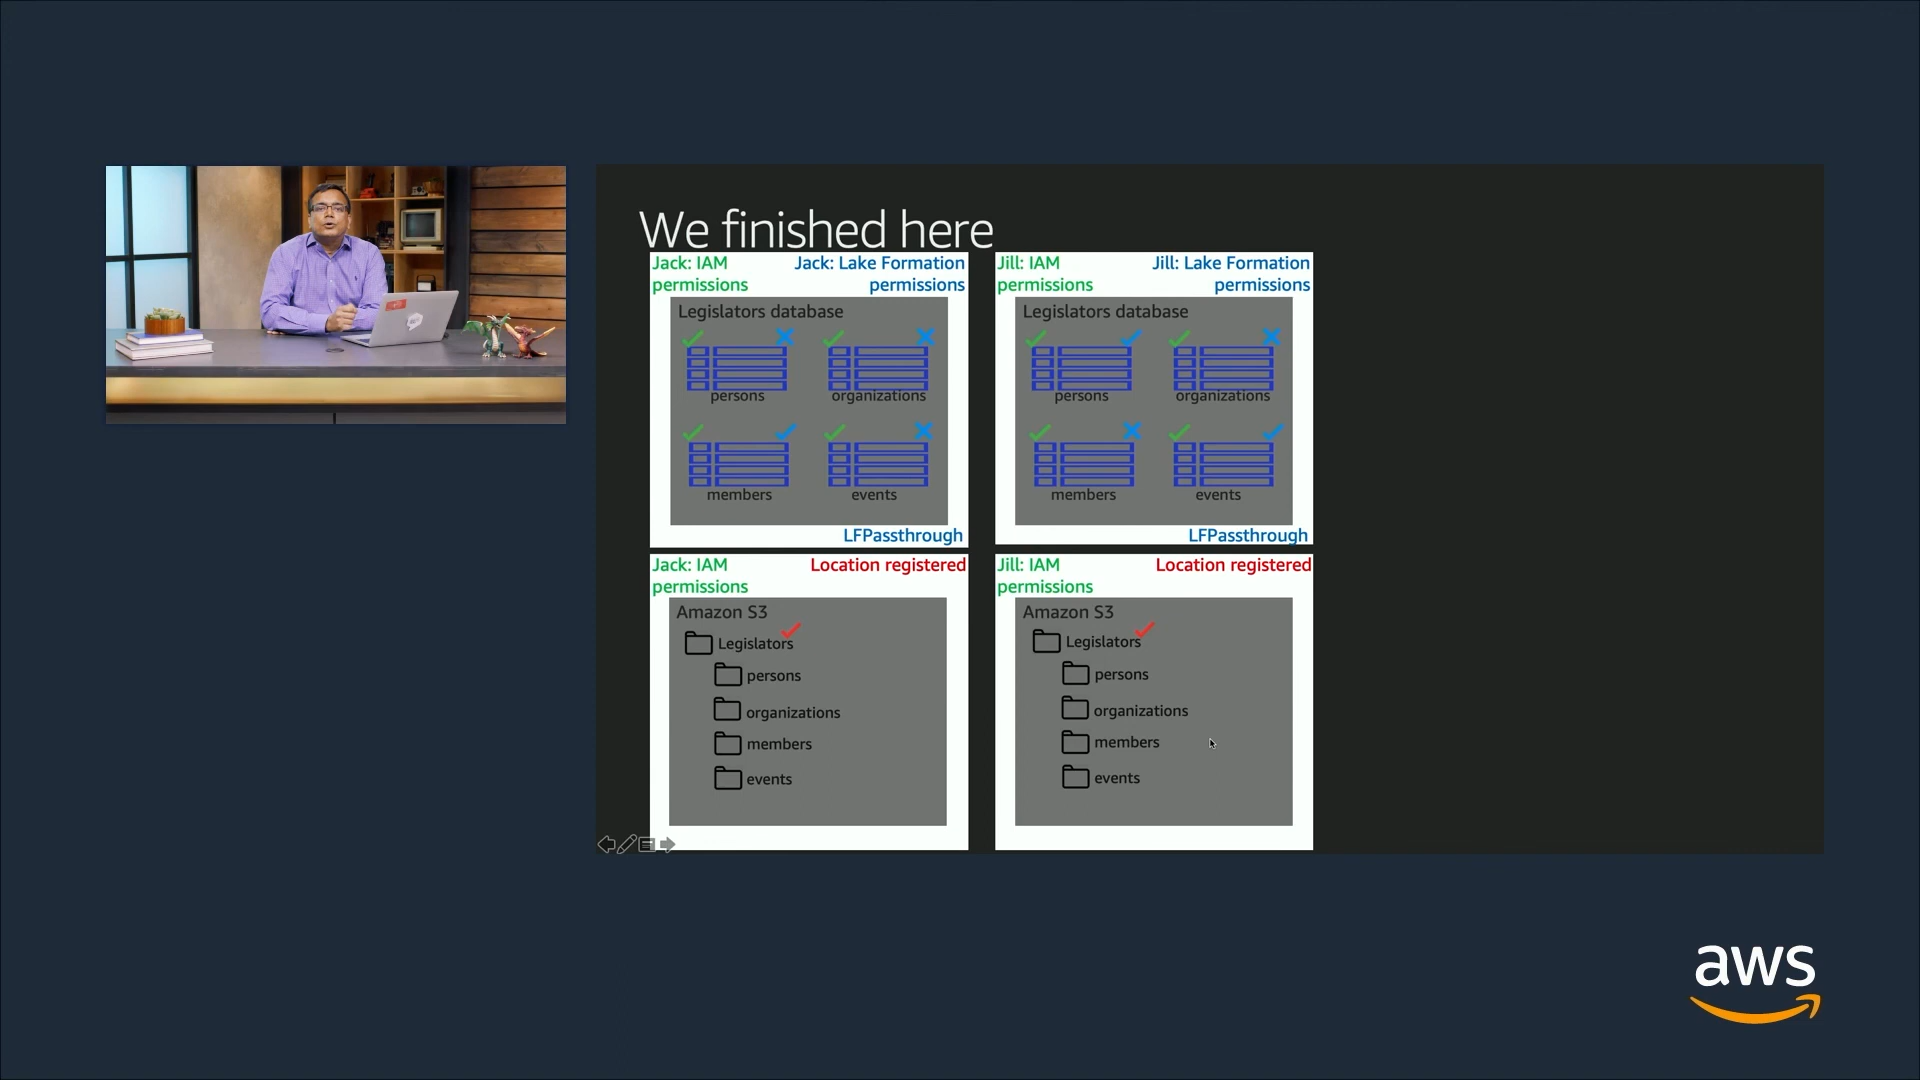 We finished here
Jack: IAM
permissions
Jack: Lake Formation
permissions
Legislators database
persons
organizations
members
events
LFPassthrough
Jill: IAM
permissions
Jill: Lake Formation
permissions
Legislators database
persons
organizations
members
events
LFPassthrough
Jack: IAM
permissions
Location registered
Amazon S3
Legislators
persons
organizations
members
events
Jill: IAM
permissions
Location registered
Amazon S3
Legislators
persons
organizations
members
events
aws